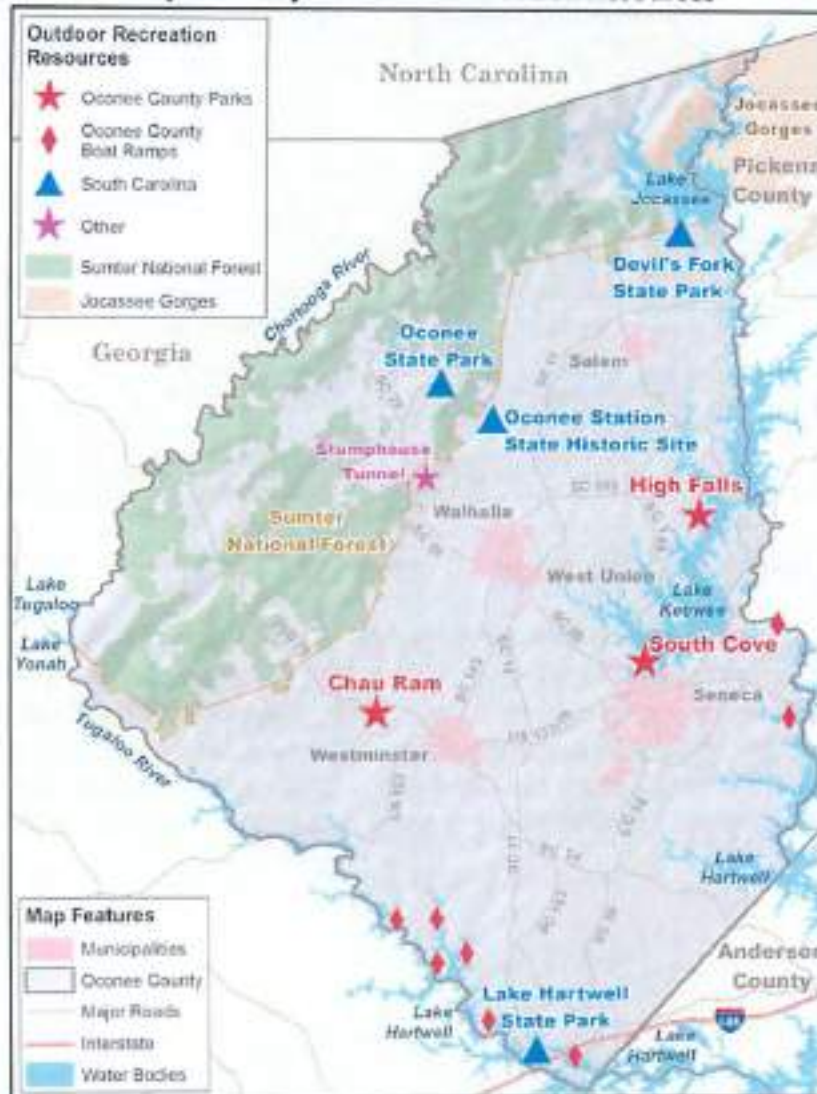 Outdoor Recreation
Resources
Oconee County Parks
Oconee County
Boat Ramps
South Carolina
Other
Sumter National Forest
Jocassee Gorges
North Carolina
Jocassee
Gorges
Pickens
County
Lake
Jocassee
Devil's Fork
State Park
Chattooga River
Georgia
Oconee
State Park
Salem
Oconee Station
State Historic Site
Stumphouse
Tunnel
High Falls
Walhalla
Sumter
National Forest
West Union
Lake
Keowee
Lake
Tugaloo
Lake
Yonah
South Cove
Chau Ram
Seneca
Tugaloo River
Westminster
Lake
Hartwell
Map Features
Municipalities
Oconee County
Major Roads
Interstate
Water Bodies
Anderson
County
Lake Hartwell
State Park
Lake
Hartwell
Lake
Hartwell